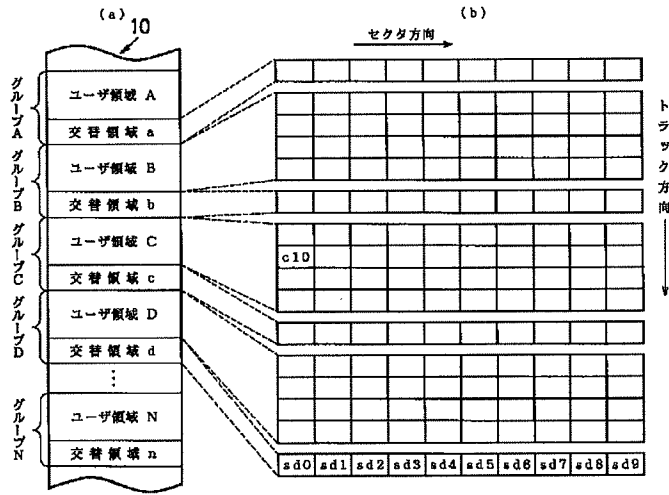 (a)
10
グループA
ユーザ領域 A
交替領域 a
グループB
ユーザ領域 B
交替領域 b
グループC
ユーザ領域 C
交替領域 c
グループD
ユーザ領域 D
交替領域 d
⋮
グループN
ユーザ領域 N
交替領域 n
(b)
セクタ方向
トラック方向
c10
sd0 sd1 sd2 sd3 sd4 sd5 sd6 sd7 sd8 sd9